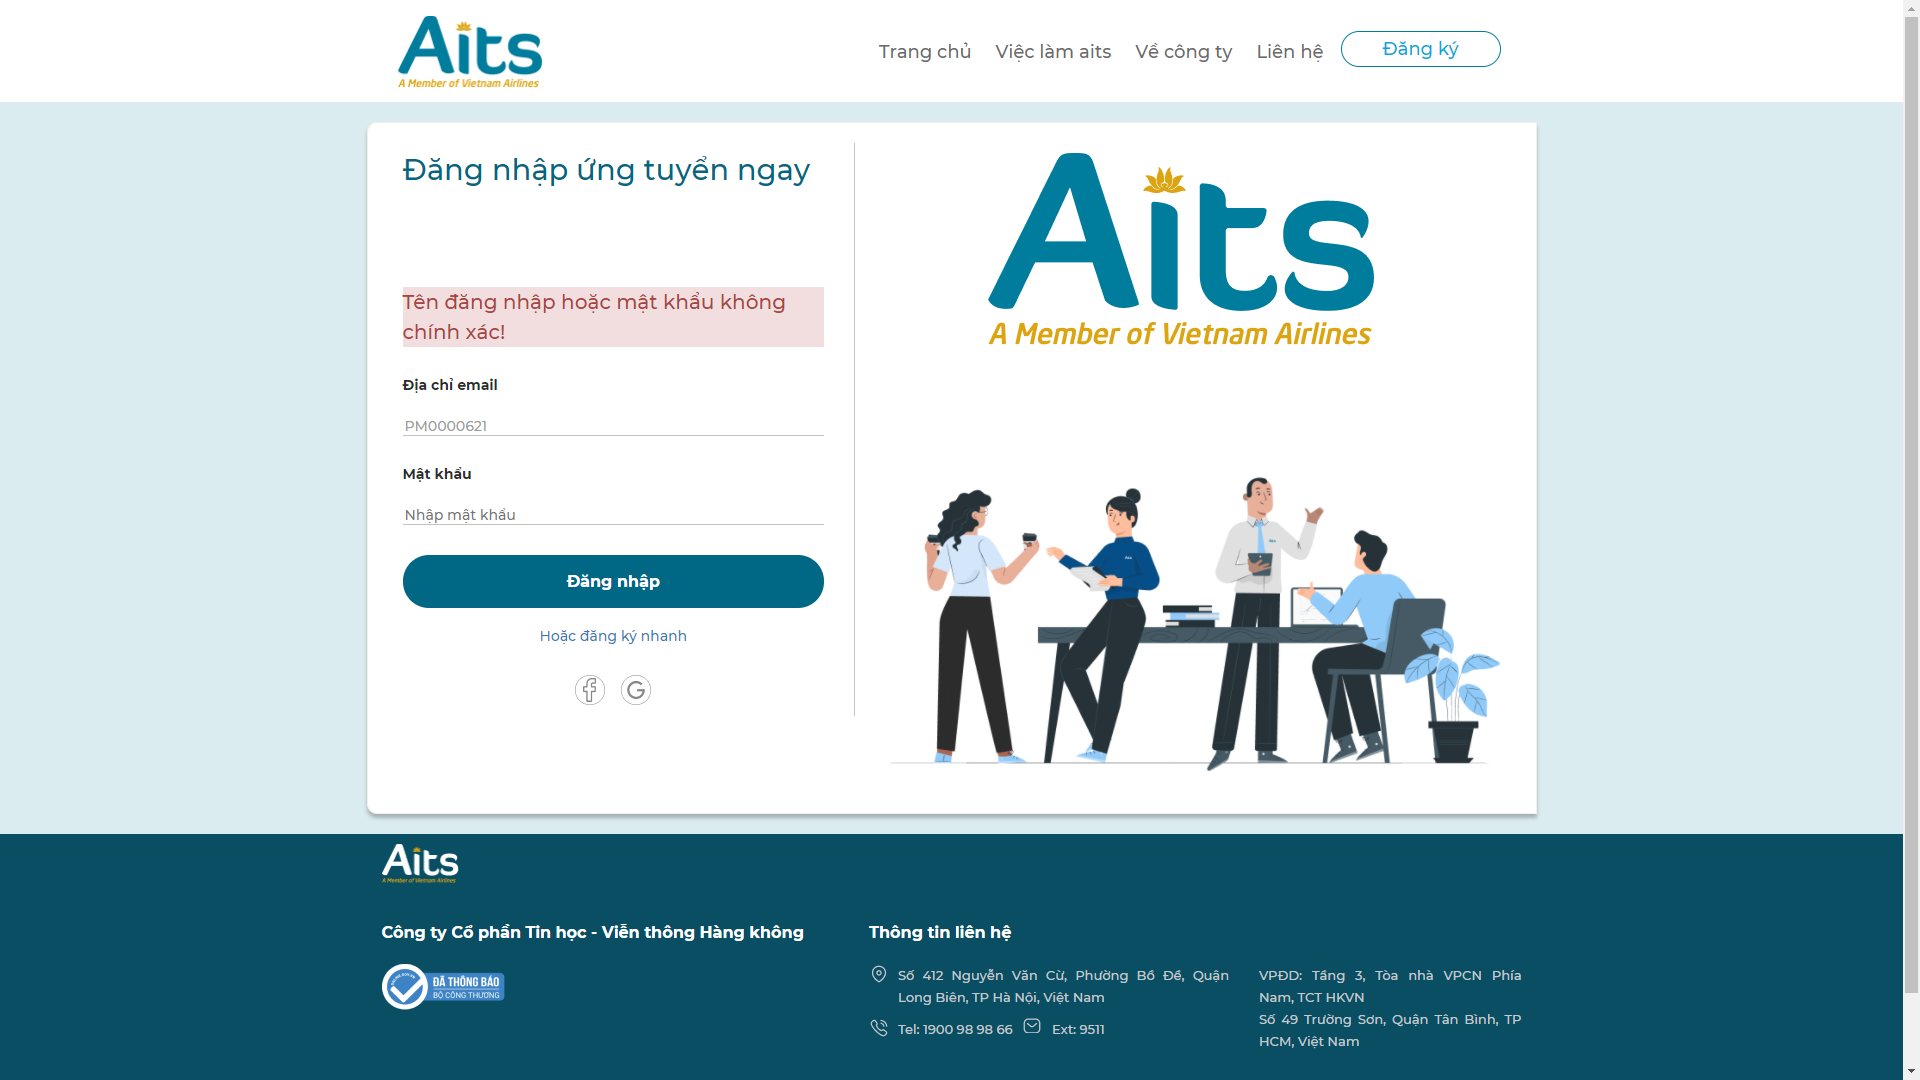 Aits
A Member of Vietnam Airlines
Trang chủ
Việc làm aits
Về công ty
Liên hệ
Đăng ký
Đăng nhập ứng tuyển ngay
Tên đăng nhập hoặc mật khẩu không
chính xác!
Địa chỉ email
PM0000621
Mật khẩu
Nhập mật khẩu
Đăng nhập
Hoặc đăng ký nhanh
Aits
A Member of Vietnam Airlines
Aits
A Member of Vietnam Airlines
Công ty Cổ phần Tin học - Viễn thông Hàng không
ĐÃ THÔNG BÁO
BỘ CÔNG THƯƠNG
Thông tin liên hệ
Số 412 Nguyễn Văn Cừ, Phường Bồ Đề, Quận
Long Biên, TP Hà Nội, Việt Nam
Tel: 1900 98 98 66
Ext: 9511
VPĐD: Tầng 3, Tòa nhà VPCN Phía
Nam, TCT HKVN
Số 49 Trường Sơn, Quận Tân Bình, TP
HCM, Việt Nam